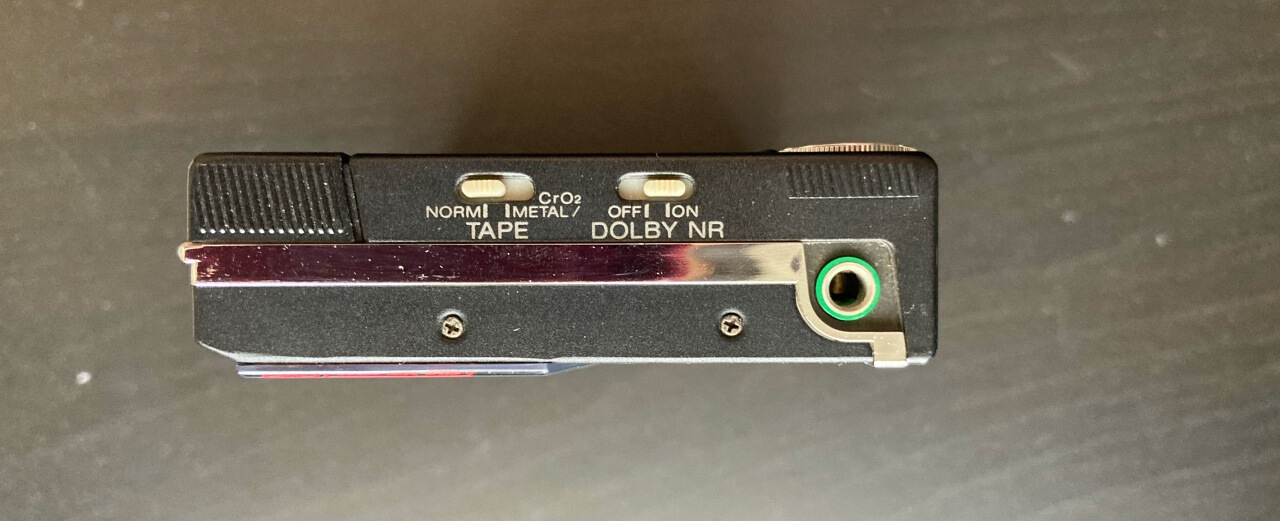 CrO₂
NORM METAL/ OFF ON
TAPE DOLBY NR